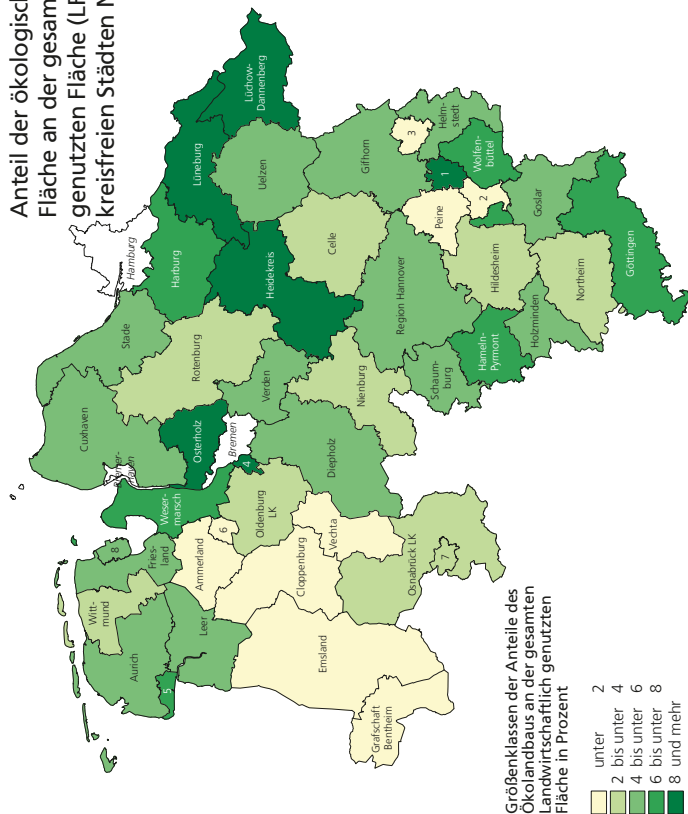 Anteil der ökologisch
Fläche an der gesam
genutzten Fläche (LF
kreisfreien Städten N
Cuxhaven
Stade
Hamburg
Bremer-
haven
Harburg
Lüneburg
Lüchow-
Dannenberg
Witt-
mund
8
Aurich
Fries-
land
Weser-
marsch
Osterholz
Rotenburg
Heidekreis
Uelzen
5
Leer
Ammerland
6
4
Bremen
Verden
Celle
Gifhorn
Oldenburg
LK
Cloppenburg
Vechta
Diepholz
Nienburg
Region Hannover
Peine
1
3
Helm-
stedt
Emsland
Grafschaft
Bentheim
Osnabrück LK
7
Schaum-
burg
Hameln-
Pyrmont
Hildesheim
2
Wolfen-
büttel
Holzminden
Goslar
Northeim
Göttingen
Größenklassen der Anteile des
Ökolandbaus an der gesamten
Landwirtschaftlich genutzten
Fläche in Prozent
unter 2
2 bis unter 4
4 bis unter 6
6 bis unter 8
8 und mehr